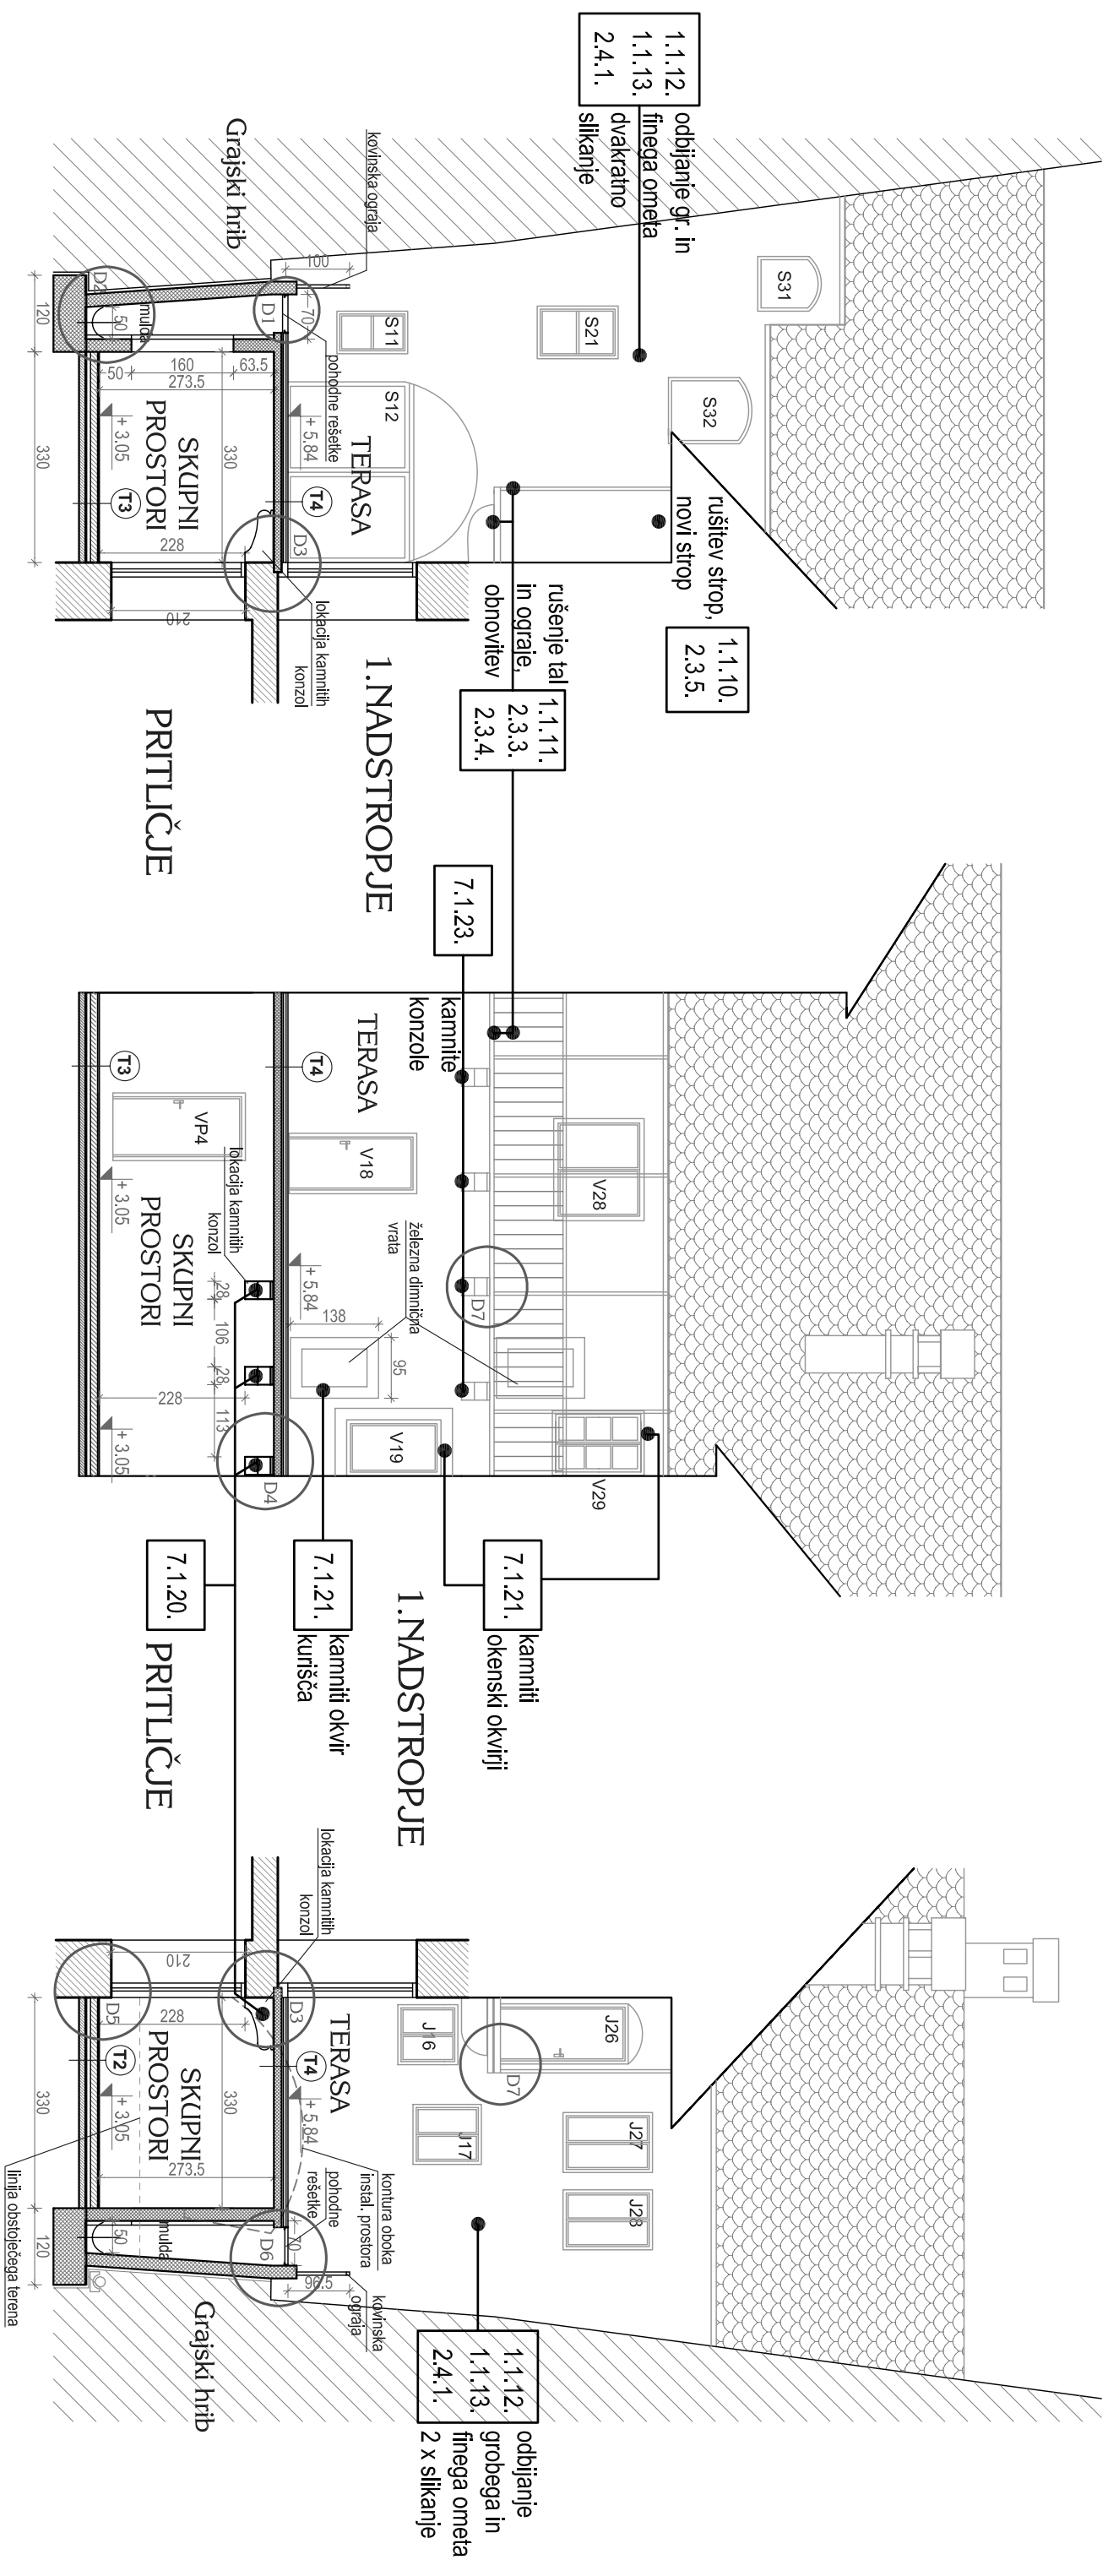 1.1.12.
1.1.13.
2.4.1.
odbijanje gr. in
finega ometa
dvakratno
slikanje
Grajski hrib
kovinska ograja
100
S31
S21
S11
S32
S12
D2
D1
mulda
50
70
120
pohodne rešetke
50
160
63.5
273.5
+ 3.05
SKUPNI
PROSTORI
330
330
T3
228
+ 5.84
TERASA
T4
D3
210
lokacija kamnitih
konzol
rušitev strop,
novi strop
1.1.10.
2.3.5.
rušenje tal
in ograje,
obnovitev
1.1.11.
2.3.3.
2.3.4.
1.NADSTROPJE
PRITLIČJE
7.1.23.
kamnite
konzole
TERASA
T4
T3
VP4
V18
V28
+ 3.05
lokacija kamnitih
konzol
SKUPNI
PROSTORI
železna dimnična
vrata
+ 5.84
D7
28
106
28
113
138
95
228
+ 3.05
V19
V29
D4
7.1.20.
7.1.21.
kamniti okvir
kurišča
7.1.21.
kamniti
okenski okvirji
1.NADSTROPJE
PRITLIČJE
lokacija kamnitih
konzol
210
D5
228
D3
TERASA
T4
T2
SKUPNI
PROSTORI
+ 3.05
+ 5.84
330
330
273.5
J16
J26
D7
J17
J27
J28
kontura oboka
instal. prostora
pohodne
rešetke
mulda
50
70
D6
120
96.5
kovinska
ograja
linija obstoječega terena
Grajski hrib
1.1.12.
1.1.13.
2.4.1.
odbijanje
grobega in
finega ometa
2 x slikanje